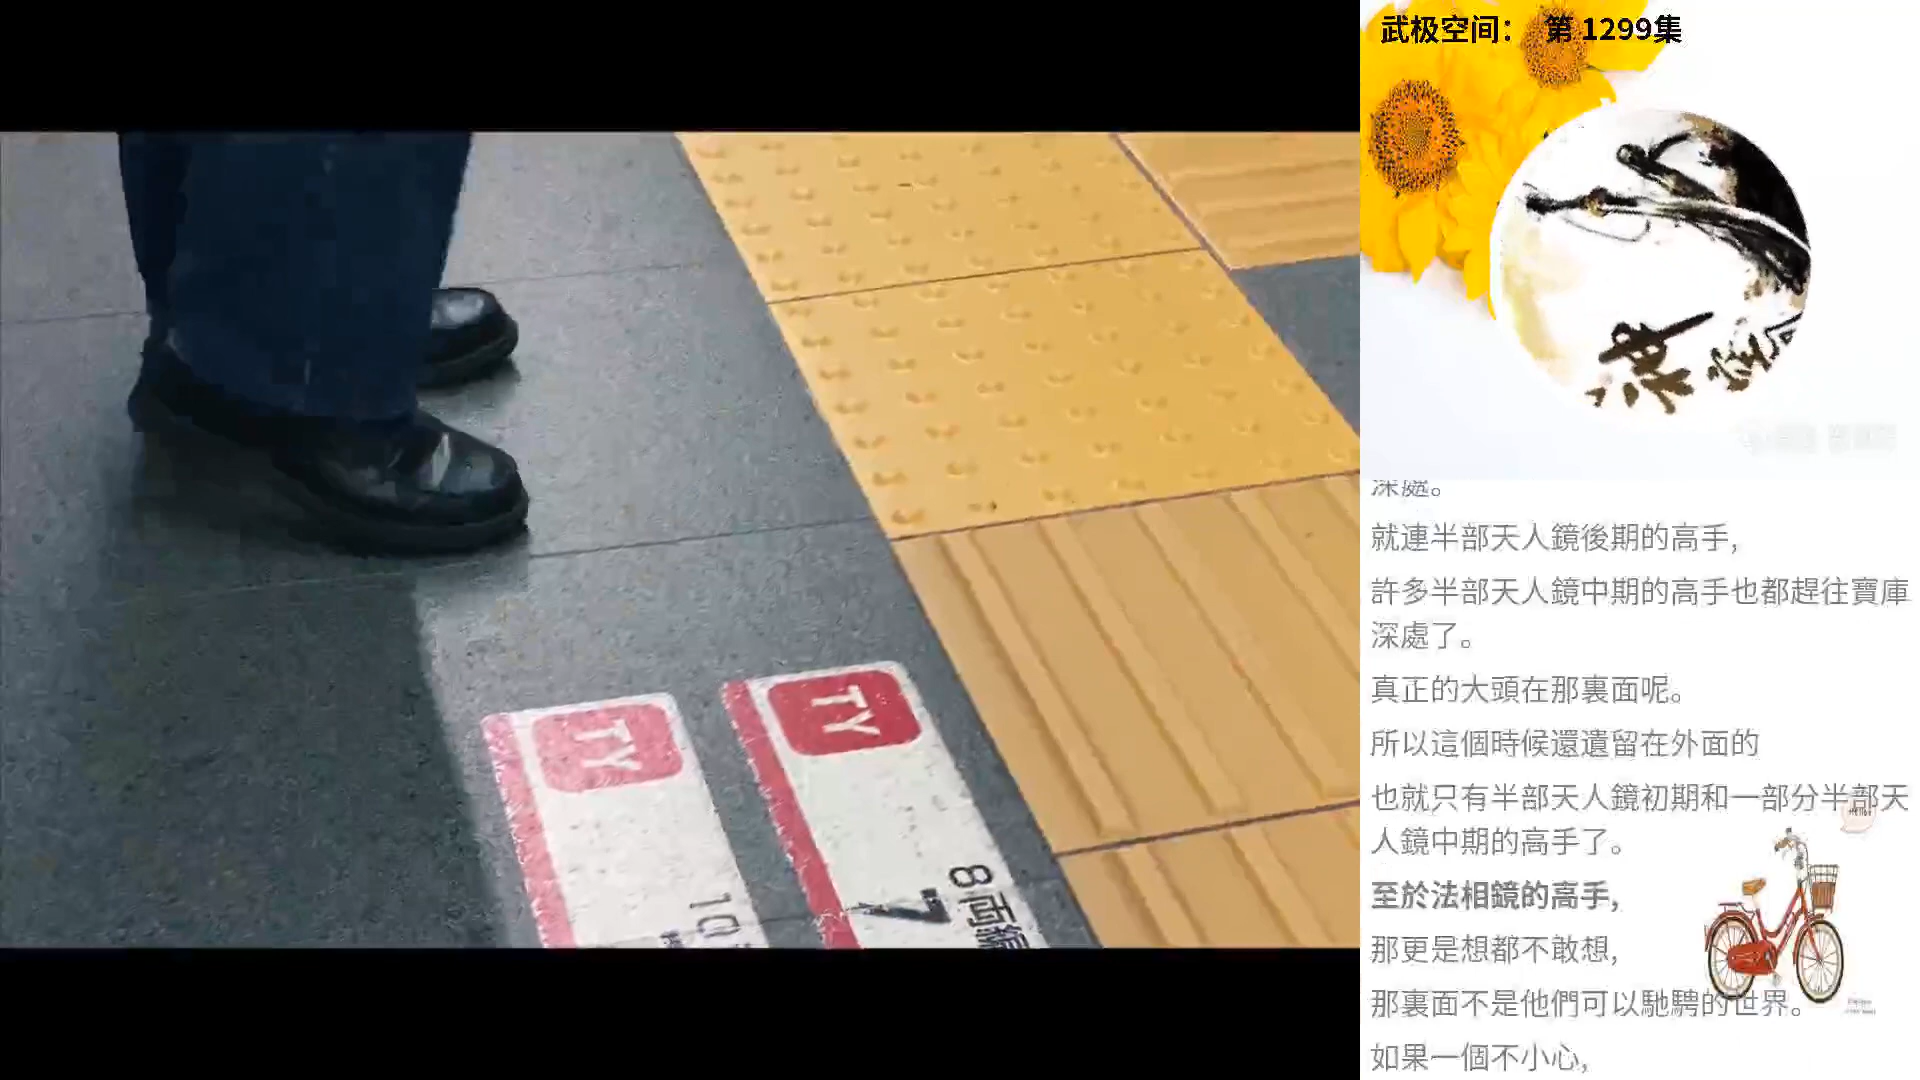 武极空间： 第 1299集
深處。
就連半部天人鏡後期的高手,
許多半部天人鏡中期的高手也都趕往寶庫
深處了。
真正的大頭在那裏面呢。
所以這個時候還遺留在外面的
也就只有半部天人鏡初期和一部分半部天
人鏡中期的高手了。
至於法相鏡的高手,
那更是想都不敢想,
那裏面不是他們可以馳騁的世界。
如果一個不小心,
TY
TY
8両編
7
10
Hello